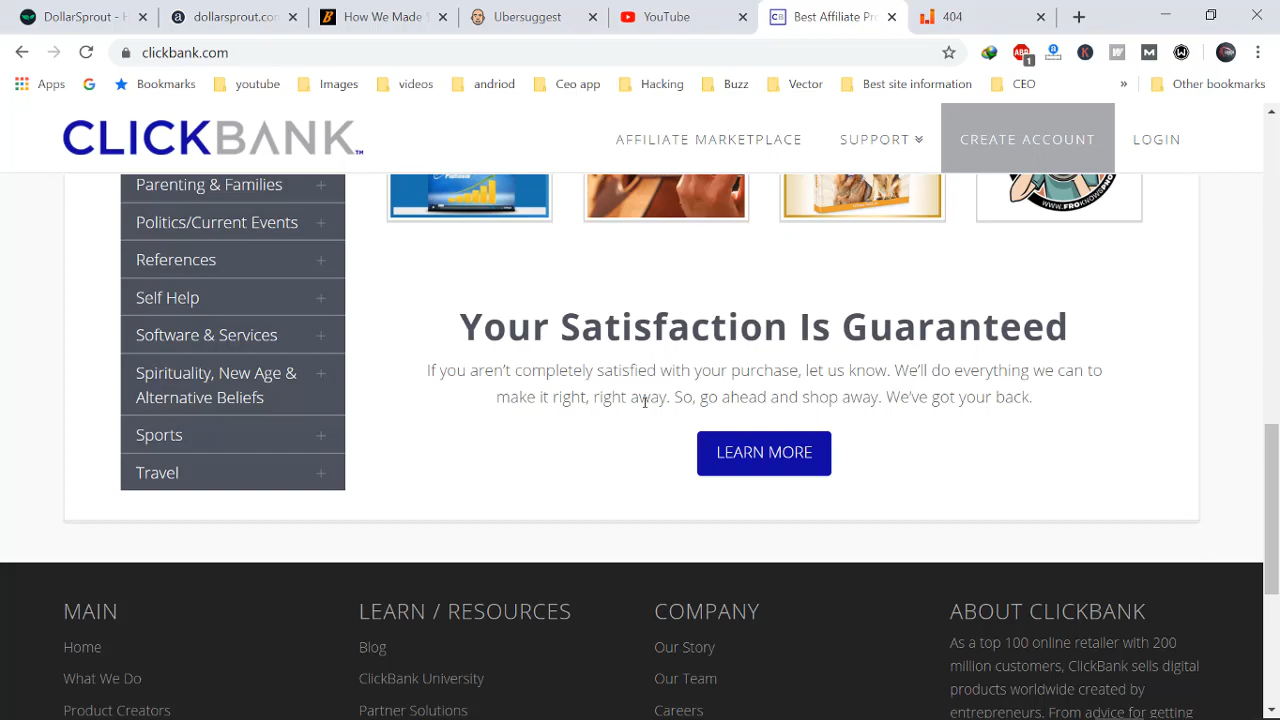 DollarSprout - H
dollarsprout.con
How We Made $
Ubersuggest
YouTube
Best Affiliate Pro
404
clickbank.com
Apps
Bookmarks
youtube
Images
videos
andriod
Ceo app
Hacking
Buzz
Vector
Best site information
CEO
Other bookmarks
CLICKBANK
AFFILIATE MARKETPLACE
SUPPORT
CREATE ACCOUNT
LOGIN
Parenting & Families
Politics/Current Events
References
Self Help
Software & Services
Spirituality, New Age &
Alternative Beliefs
Sports
Travel
WWW.FROKNOWSPHO
Your Satisfaction Is Guaranteed
If you aren't completely satisfied with your purchase, let us know. We'll do everything we can to
make it right, right away. So, go ahead and shop away. We've got your back.
LEARN MORE
MAIN
Home
What We Do
Product Creators
LEARN / RESOURCES
Blog
ClickBank University
Partner Solutions
COMPANY
Our Story
Our Team
Careers
ABOUT CLICKBANK
As a top 100 online retailer with 200
million customers, ClickBank sells digital
products worldwide created by
entrepreneurs. From advice for getting